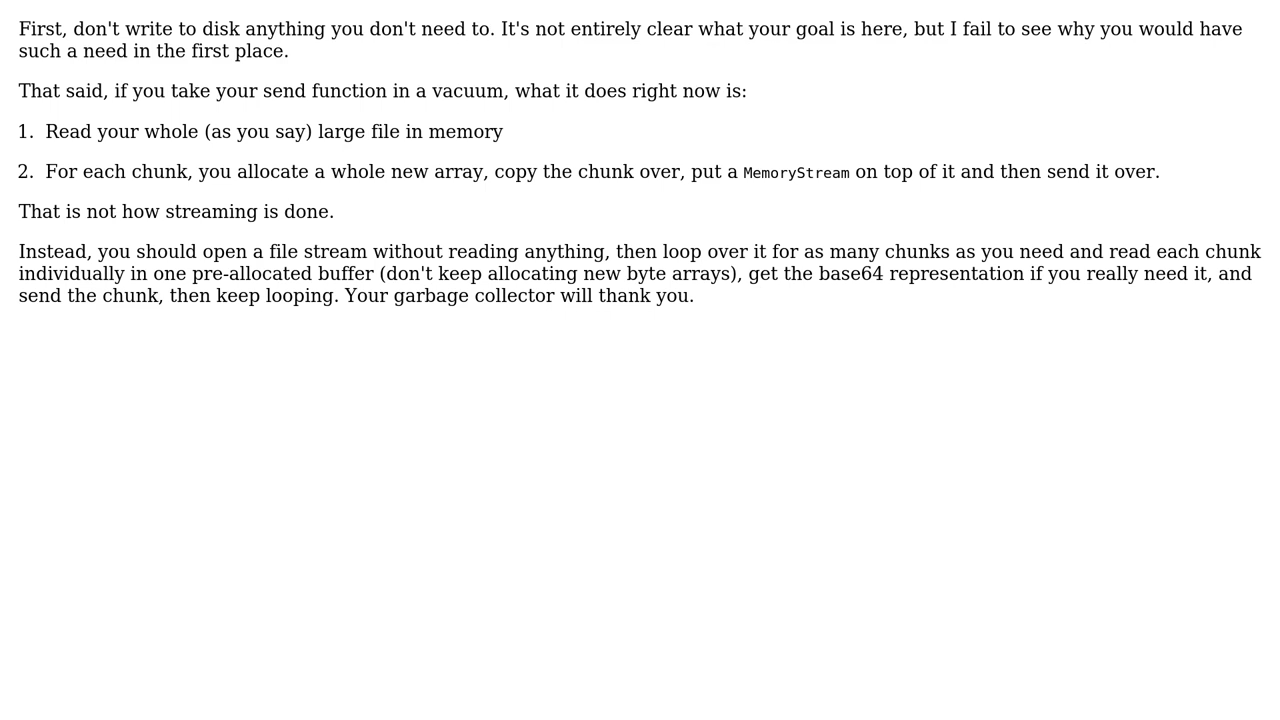 First, don't write to disk anything you don't need to. It's not entirely clear what your goal is here, but I fail to see why you would have
such a need in the first place.
That said, if you take your send function in a vacuum, what it does right now is:
1. Read your whole (as you say) large file in memory
2. For each chunk, you allocate a whole new array, copy the chunk over, put a MemoryStream on top of it and then send it over.
That is not how streaming is done.
Instead, you should open a file stream without reading anything, then loop over it for as many chunks as you need and read each chunk
individually in one pre-allocated buffer (don't keep allocating new byte arrays), get the base64 representation if you really need it, and
send the chunk, then keep looping. Your garbage collector will thank you.